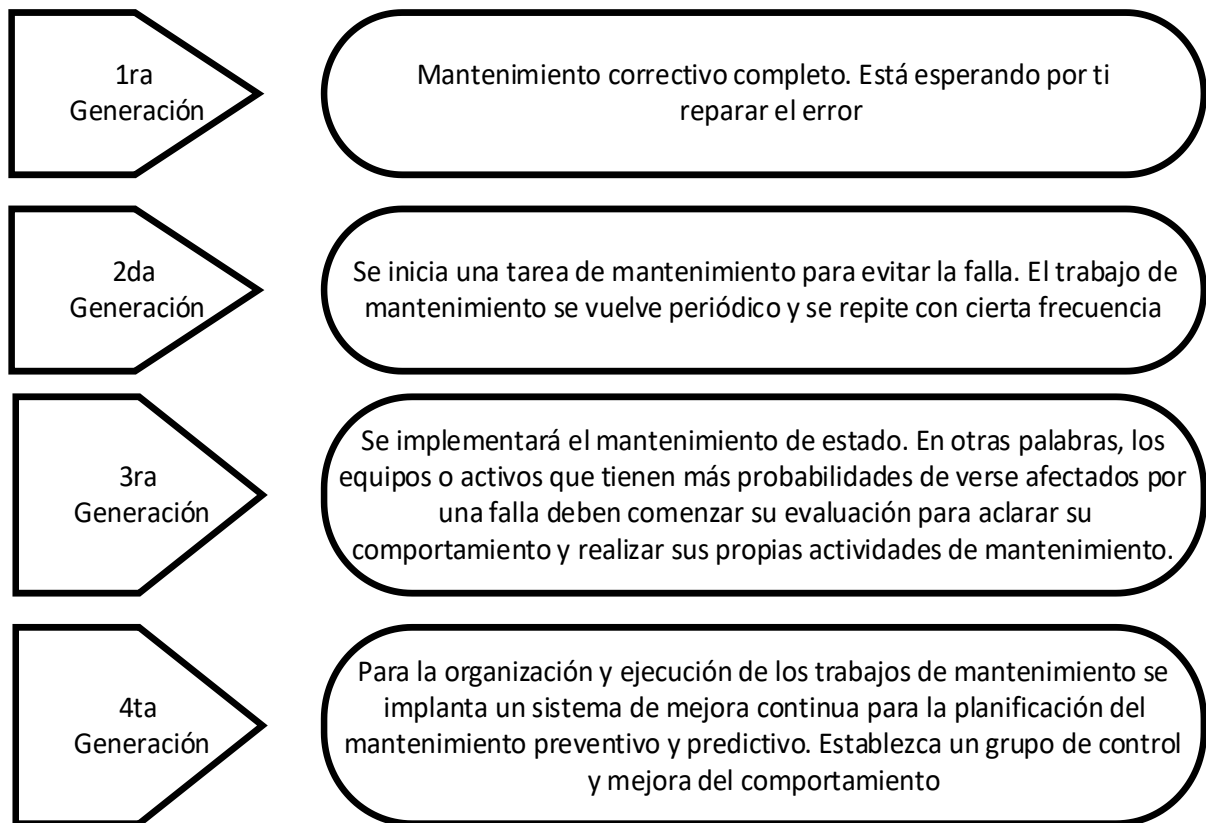 1ra
Generación
Mantenimiento correctivo completo. Está esperando por ti
reparar el error
2da
Generación
Se inicia una tarea de mantenimiento para evitar la falla. El trabajo de
mantenimiento se vuelve periódico y se repite con cierta frecuencia
3ra
Generación
Se implementará el mantenimiento de estado. En otras palabras, los
equipos o activos que tienen más probabilidades de verse afectados por
una falla deben comenzar su evaluación para aclarar su
comportamiento y realizar sus propias actividades de mantenimiento.
4ta
Generación
Para la organización y ejecución de los trabajos de mantenimiento se
implanta un sistema de mejora continua para la planificación del
mantenimiento preventivo y predictivo. Establezca un grupo de control
y mejora del comportamiento